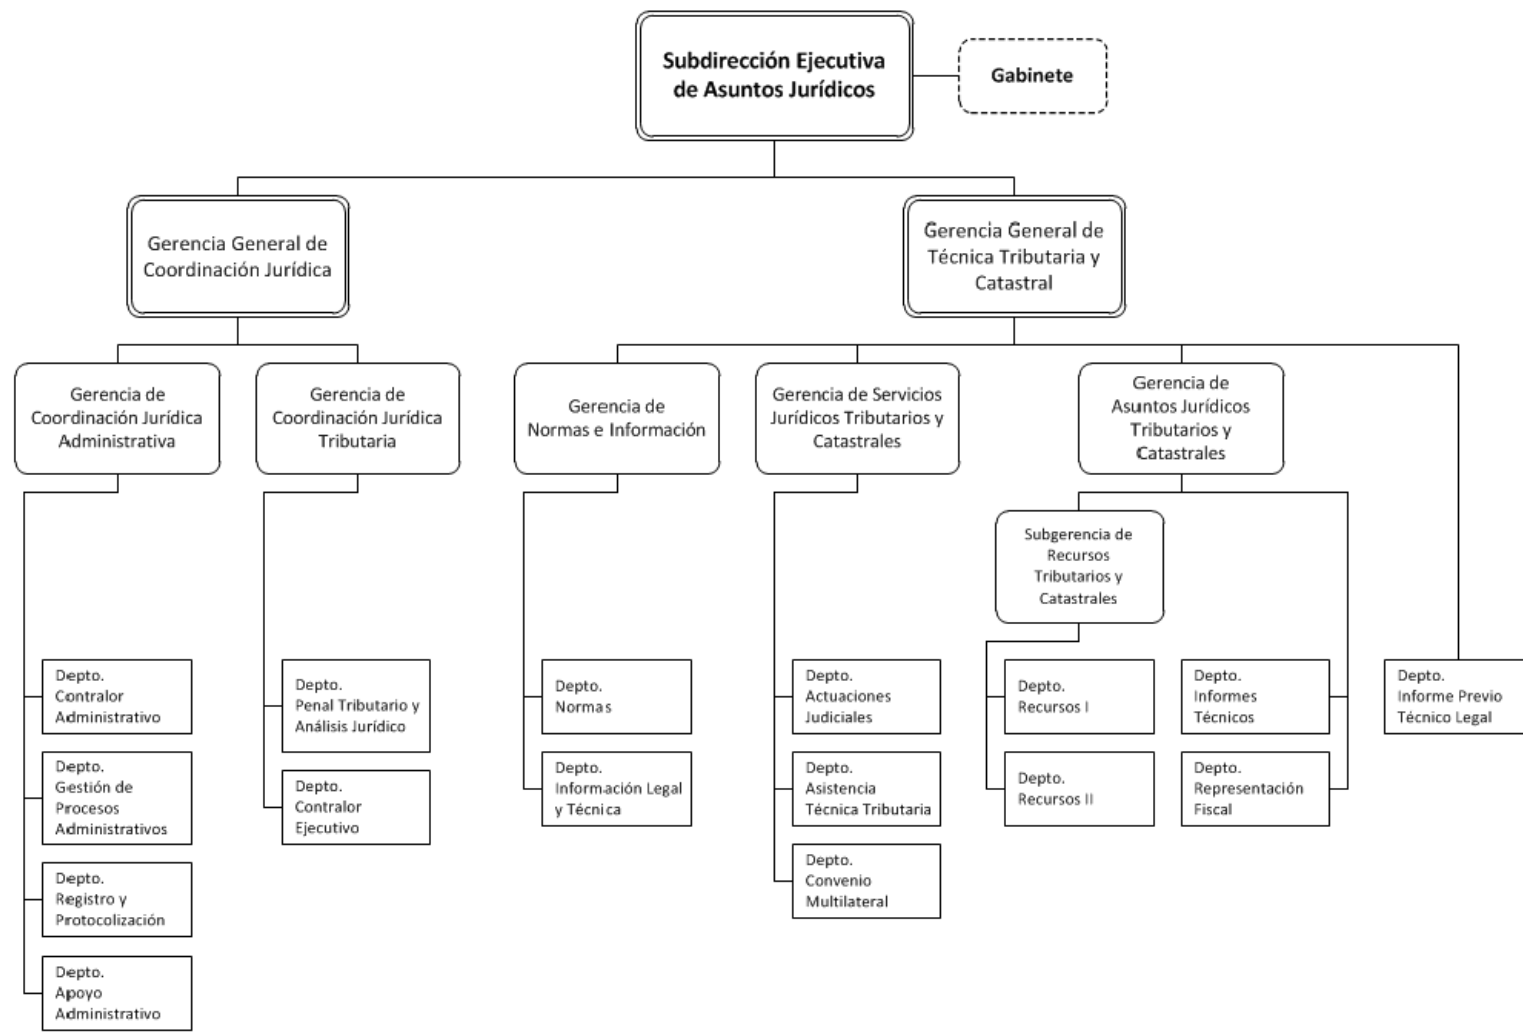 Subdirección Ejecutiva
de Asuntos Jurídicos
Gabinete
Gerencia General de
Coordinación Jurídica
Gerencia General de
Técnica Tributaria y
Catastral
Gerencia de
Coordinación Jurídica
Administrativa
Gerencia de
Coordinación Jurídica
Tributaria
Gerencia de
Normas e Información
Gerencia de Servicios
Jurídicos Tributarios y
Catastrales
Gerencia de
Asuntos Jurídicos
Tributarios y
Catastrales
Subgerencia de
Recursos
Tributarios y
Catastrales
Depto.
Contralor
Administrativo
Depto.
Gestión de
Procesos
Administrativos
Depto.
Registro y
Protocolización
Depto.
Apoyo
Administrativo
Depto.
Penal Tributario y
Análisis Jurídico
Depto.
Contralor
Ejecutivo
Depto.
Normas
Depto.
Información Legal
y Técnica
Depto.
Actuaciones
Judiciales
Depto.
Asistencia
Técnica Tributaria
Depto.
Convenio
Multilateral
Depto.
Recursos I
Depto.
Recursos II
Depto.
Informes
Técnicos
Depto.
Representación
Fiscal
Depto.
Informe Previo
Técnico Legal